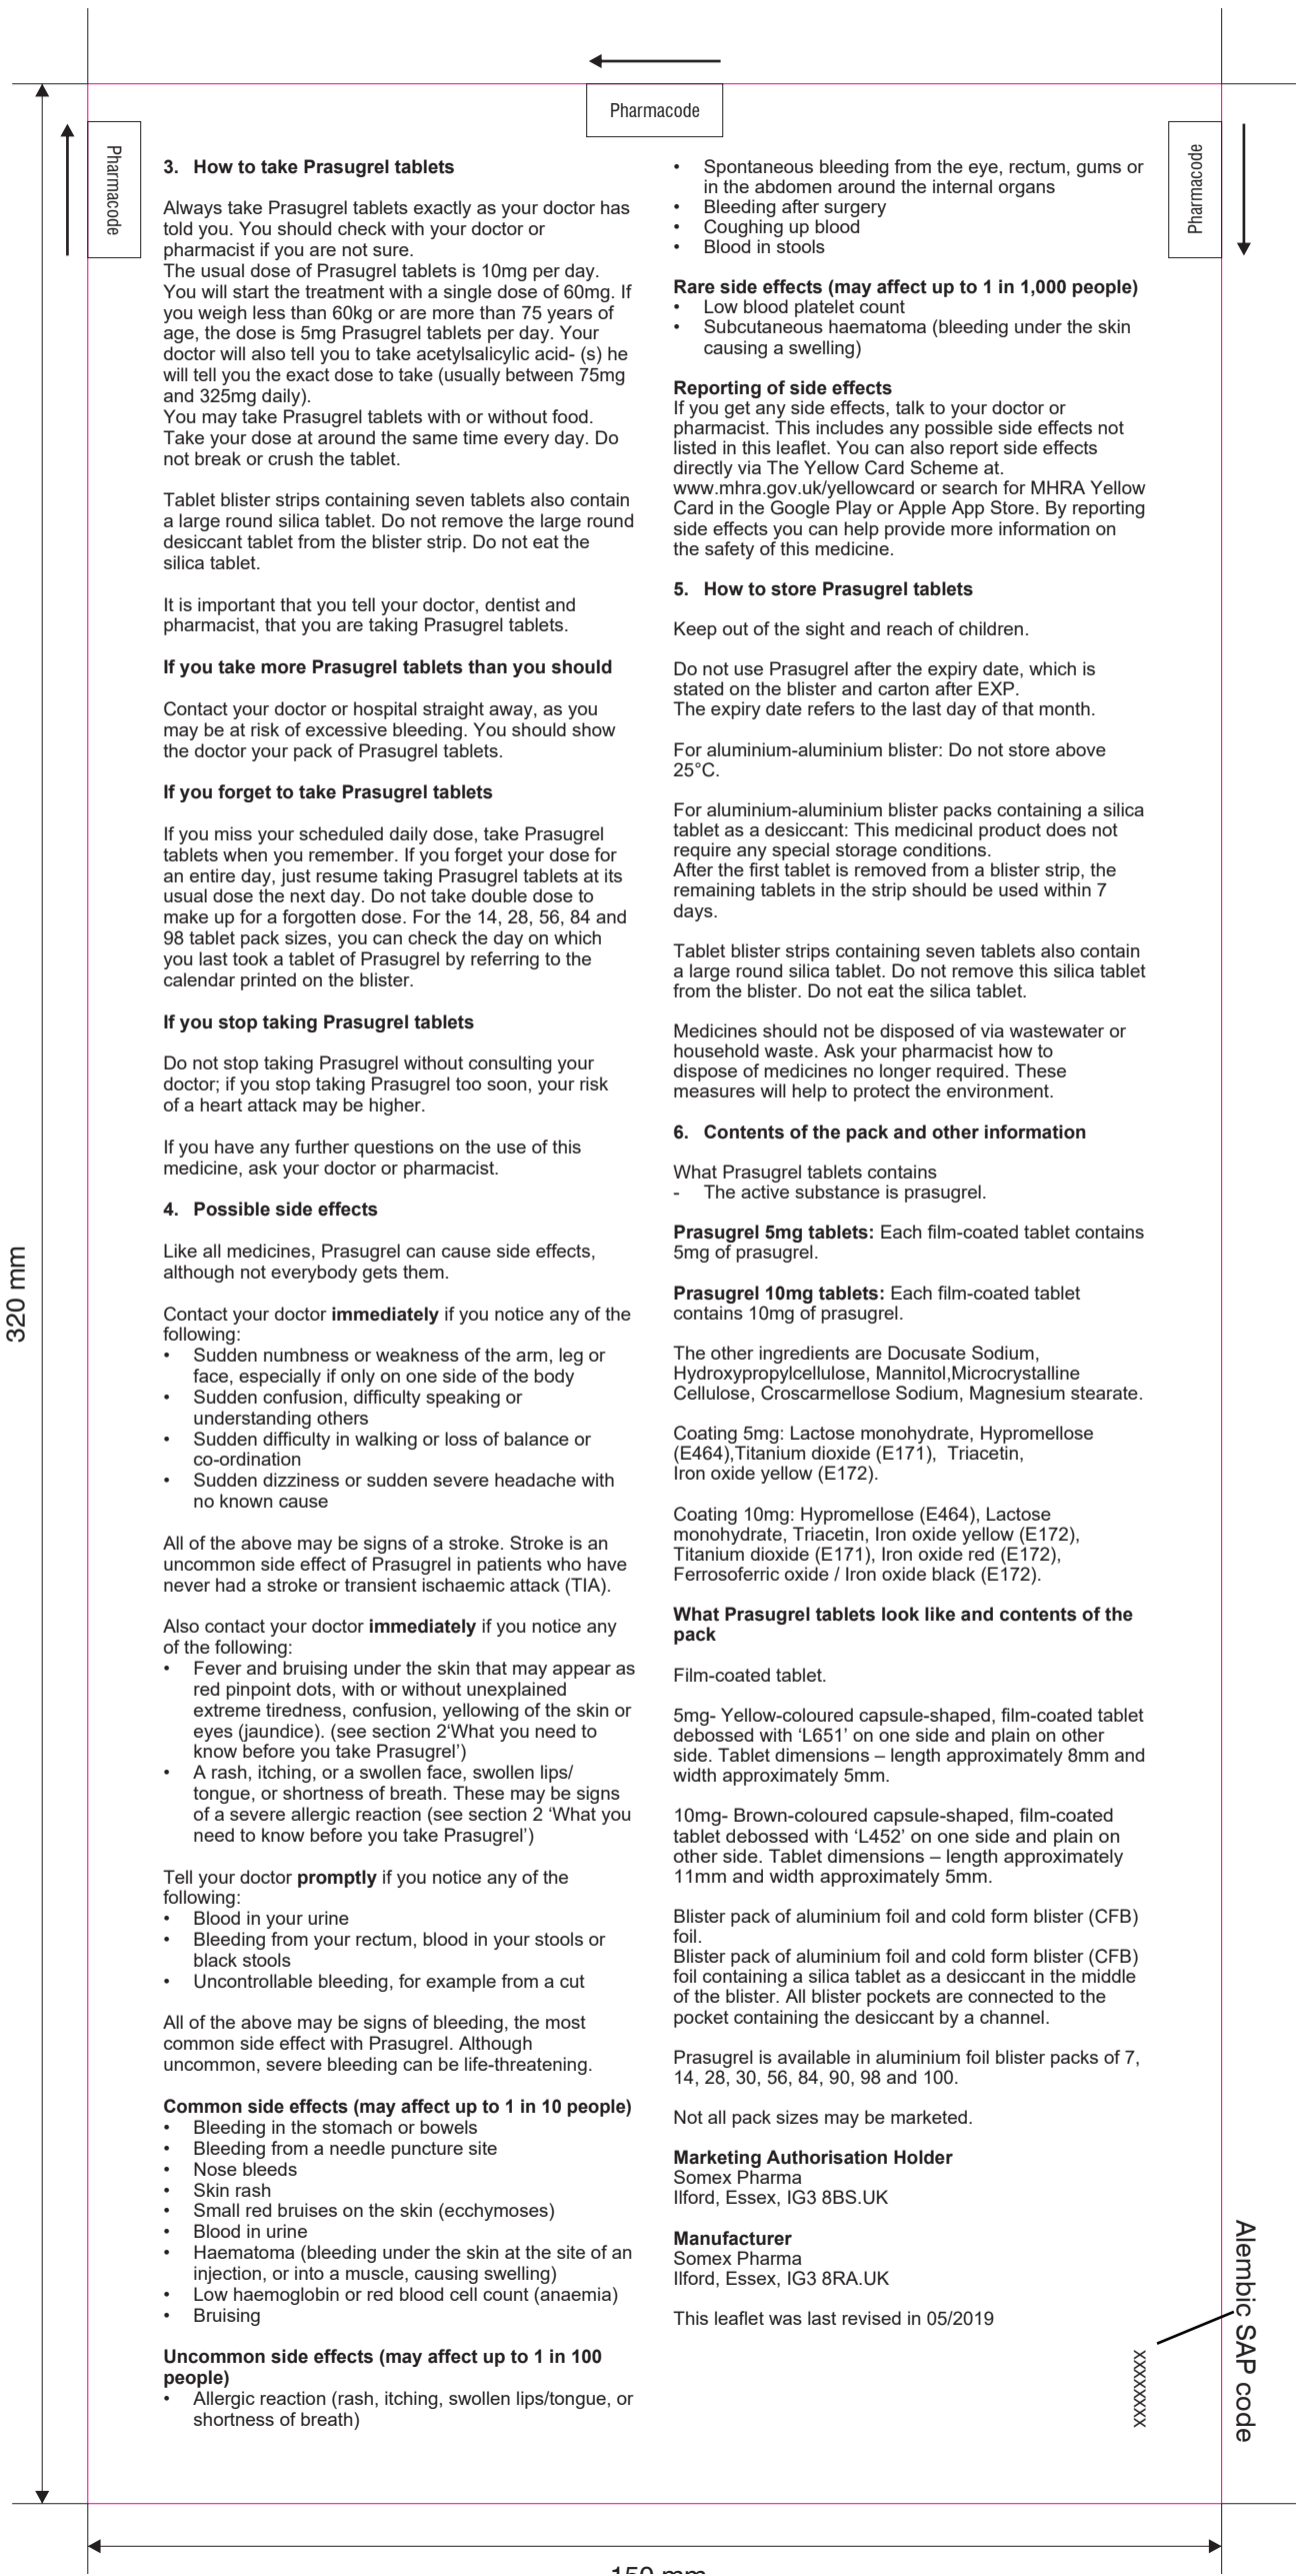 Pharmacode
Pharmacode
Pharmacode
3. How to take Prasugrel tablets
Always take Prasugrel tablets exactly as your doctor has
told you. You should check with your doctor or
pharmacist if you are not sure.
The usual dose of Prasugrel tablets is 10mg per day.
You will start the treatment with a single dose of 60mg. If
you weigh less than 60kg or are more than 75 years of
age, the dose is 5mg Prasugrel tablets per day. Your
doctor will also tell you to take acetylsalicylic acid- (s) he
will tell you the exact dose to take (usually between 75mg
and 325mg daily).
You may take Prasugrel tablets with or without food.
Take your dose at around the same time every day. Do
not break or crush the tablet.
Tablet blister strips containing seven tablets also contain
a large round silica tablet. Do not remove the large round
desiccant tablet from the blister strip. Do not eat the
silica tablet.
It is important that you tell your doctor, dentist and
pharmacist, that you are taking Prasugrel tablets.
If you take more Prasugrel tablets than you should
Contact your doctor or hospital straight away, as you
may be at risk of excessive bleeding. You should show
the doctor your pack of Prasugrel tablets.
If you forget to take Prasugrel tablets
If you miss your scheduled daily dose, take Prasugrel
tablets when you remember. If you forget your dose for
an entire day, just resume taking Prasugrel tablets at its
usual dose the next day. Do not take double dose to
make up for a forgotten dose. For the 14, 28, 56, 84 and
98 tablet pack sizes, you can check the day on which
you last took a tablet of Prasugrel by referring to the
calendar printed on the blister.
If you stop taking Prasugrel tablets
Do not stop taking Prasugrel without consulting your
doctor; if you stop taking Prasugrel too soon, your risk
of a heart attack may be higher.
If you have any further questions on the use of this
medicine, ask your doctor or pharmacist.
4. Possible side effects
Like all medicines, Prasugrel can cause side effects,
although not everybody gets them.
Contact your doctor immediately if you notice any of the
following:
• Sudden numbness or weakness of the arm, leg or
face, especially if only on one side of the body
• Sudden confusion, difficulty speaking or
understanding others
• Sudden difficulty in walking or loss of balance or
co-ordination
• Sudden dizziness or sudden severe headache with
no known cause
All of the above may be signs of a stroke. Stroke is an
uncommon side effect of Prasugrel in patients who have
never had a stroke or transient ischaemic attack (TIA).
Also contact your doctor immediately if you notice any
of the following:
• Fever and bruising under the skin that may appear as
red pinpoint dots, with or without unexplained
extreme tiredness, confusion, yellowing of the skin or
eyes (jaundice). (see section 2‘What you need to
know before you take Prasugrel’)
• A rash, itching, or a swollen face, swollen lips/
tongue, or shortness of breath. These may be signs
of a severe allergic reaction (see section 2 ‘What you
need to know before you take Prasugrel’)
Tell your doctor promptly if you notice any of the
following:
• Blood in your urine
• Bleeding from your rectum, blood in your stools or
black stools
• Uncontrollable bleeding, for example from a cut
All of the above may be signs of bleeding, the most
common side effect with Prasugrel. Although
uncommon, severe bleeding can be life-threatening.
Common side effects (may affect up to 1 in 10 people)
• Bleeding in the stomach or bowels
• Bleeding from a needle puncture site
• Nose bleeds
• Skin rash
• Small red bruises on the skin (ecchymoses)
• Blood in urine
• Haematoma (bleeding under the skin at the site of an
injection, or into a muscle, causing swelling)
• Low haemoglobin or red blood cell count (anaemia)
• Bruising
Uncommon side effects (may affect up to 1 in 100
people)
• Allergic reaction (rash, itching, swollen lips/tongue, or
shortness of breath)
• Spontaneous bleeding from the eye, rectum, gums or
in the abdomen around the internal organs
• Bleeding after surgery
• Coughing up blood
• Blood in stools
Rare side effects (may affect up to 1 in 1,000 people)
• Low blood platelet count
• Subcutaneous haematoma (bleeding under the skin
causing a swelling)
Reporting of side effects
If you get any side effects, talk to your doctor or
pharmacist. This includes any possible side effects not
listed in this leaflet. You can also report side effects
directly via The Yellow Card Scheme at.
www.mhra.gov.uk/yellowcard or search for MHRA Yellow
Card in the Google Play or Apple App Store. By reporting
side effects you can help provide more information on
the safety of this medicine.
5. How to store Prasugrel tablets
Keep out of the sight and reach of children.
Do not use Prasugrel after the expiry date, which is
stated on the blister and carton after EXP.
The expiry date refers to the last day of that month.
For aluminium-aluminium blister: Do not store above
25°C.
For aluminium-aluminium blister packs containing a silica
tablet as a desiccant: This medicinal product does not
require any special storage conditions.
After the first tablet is removed from a blister strip, the
remaining tablets in the strip should be used within 7
days.
Tablet blister strips containing seven tablets also contain
a large round silica tablet. Do not remove this silica tablet
from the blister. Do not eat the silica tablet.
Medicines should not be disposed of via wastewater or
household waste. Ask your pharmacist how to
dispose of medicines no longer required. These
measures will help to protect the environment.
6. Contents of the pack and other information
What Prasugrel tablets contains
- The active substance is prasugrel.
Prasugrel 5mg tablets: Each film-coated tablet contains
5mg of prasugrel.
Prasugrel 10mg tablets: Each film-coated tablet
contains 10mg of prasugrel.
The other ingredients are Docusate Sodium,
Hydroxypropylcellulose, Mannitol,Microcrystalline
Cellulose, Croscarmellose Sodium, Magnesium stearate.
Coating 5mg: Lactose monohydrate, Hypromellose
(E464),Titanium dioxide (E171), Triacetin,
Iron oxide yellow (E172).
Coating 10mg: Hypromellose (E464), Lactose
monohydrate, Triacetin, Iron oxide yellow (E172),
Titanium dioxide (E171), Iron oxide red (E172),
Ferrosoferric oxide / Iron oxide black (E172).
What Prasugrel tablets look like and contents of the
pack
Film-coated tablet.
5mg- Yellow-coloured capsule-shaped, film-coated tablet
debossed with ‘L651’ on one side and plain on other
side. Tablet dimensions – length approximately 8mm and
width approximately 5mm.
10mg- Brown-coloured capsule-shaped, film-coated
tablet debossed with ‘L452’ on one side and plain on
other side. Tablet dimensions – length approximately
11mm and width approximately 5mm.
Blister pack of aluminium foil and cold form blister (CFB)
foil.
Blister pack of aluminium foil and cold form blister (CFB)
foil containing a silica tablet as a desiccant in the middle
of the blister. All blister pockets are connected to the
pocket containing the desiccant by a channel.
Prasugrel is available in aluminium foil blister packs of 7,
14, 28, 30, 56, 84, 90, 98 and 100.
Not all pack sizes may be marketed.
Marketing Authorisation Holder
Somex Pharma
Ilford, Essex, IG3 8BS.UK
Manufacturer
Somex Pharma
Ilford, Essex, IG3 8RA.UK
This leaflet was last revised in 05/2019
XXXXXXXX
Alembic SAP code
320 mm
150 mm